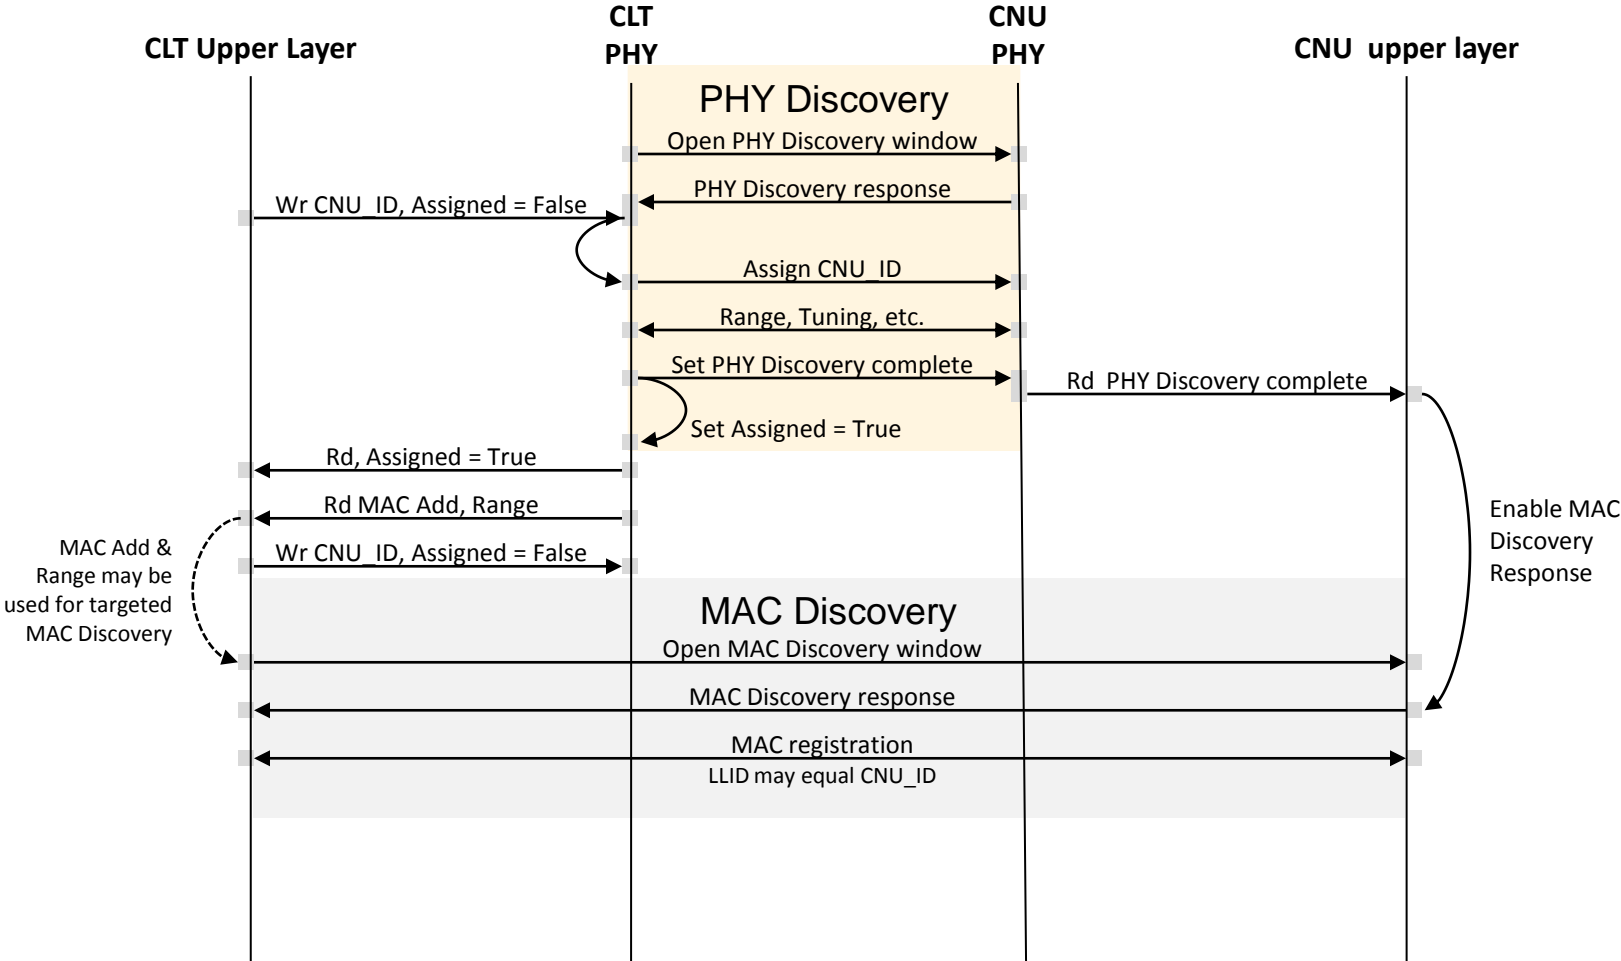 CLT
PHY
CNU
PHY
CLT Upper Layer
CNU upper layer
PHY Discovery
Open PHY Discovery window
PHY Discovery response
Wr CNU_ID, Assigned = False
Assign CNU_ID
Range, Tuning, etc.
Set PHY Discovery complete
Rd PHY Discovery complete
Set Assigned = True
Rd, Assigned = True
Rd MAC Add, Range
Enable MAC
Discovery
Response
MAC Add &
Range may be
used for targeted
MAC Discovery
Wr CNU_ID, Assigned = False
MAC Discovery
Open MAC Discovery window
MAC Discovery response
MAC registration
LLID may equal CNU_ID